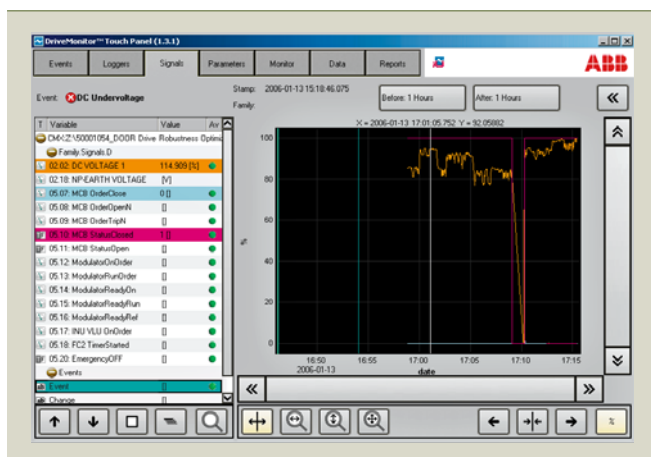 DriveMonitor™ Touch Panel (1.3.1)
Events Loggers Signals Parameters Monitor Data Reports ABB
Event: DC Undervoltage
Stamp: 2006-01-13 15:18:46.075
Family:
Before: 1 Hours
After: 1 Hours
T Variable Value Av
X = 2006-01-13 17:01:05.752 Y = 92.05882
Drive Robustness Optimiz
Family.Signals.D
02.02: DC VOLTAGE 1 114.909 [%]
02.18: NP-EARTH VOLTAGE [V]
05.07: MCB OrderClose 0 []
05.08: MCB OrderOpenN []
05.09: MCB OrderTripN []
05.10: MCB StatusClosed 1 []
05.11: MCB StatusOpen []
05.12: ModulatorOnOrder []
05.13: ModulatorRunOrder []
05.14: ModulatorReadyOn []
05.15: ModulatorReadyRun []
05.16: ModulatorReadyRef []
05.17: INU VLU OnOrder []
05.18: FC2 TimerStarted []
05.20: EmergencyOFF []
Events
Event []
Change []
100
80
60
%
40
20
0
16:50 16:55 17:00 17:05 17:10 17:15
2006-01-13
date
%